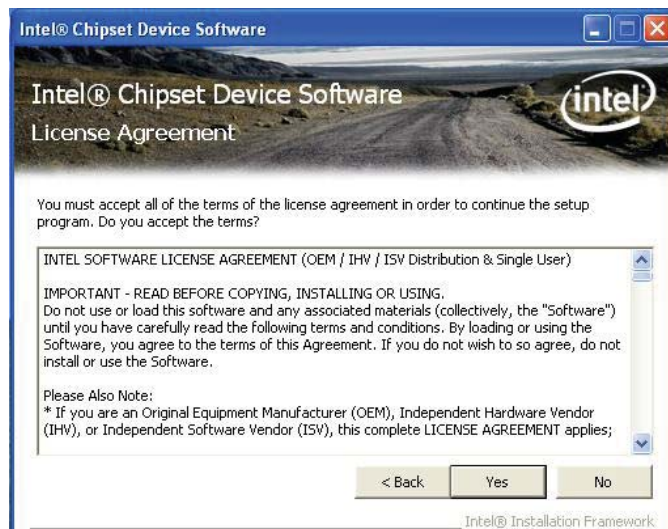 Intel® Chipset Device Software
Intel® Chipset Device Software
License Agreement
intel
You must accept all of the terms of the license agreement in order to continue the setup
program. Do you accept the terms?
INTEL SOFTWARE LICENSE AGREEMENT (OEM / IHV / ISV Distribution & Single User)
IMPORTANT - READ BEFORE COPYING, INSTALLING OR USING.
Do not use or load this software and any associated materials (collectively, the "Software")
until you have carefully read the following terms and conditions. By loading or using the
Software, you agree to the terms of this Agreement. If you do not wish to so agree, do not
install or use the Software.
Please Also Note:
* If you are an Original Equipment Manufacturer (OEM), Independent Hardware Vendor
(IHV), or Independent Software Vendor (ISV), this complete LICENSE AGREEMENT applies;
< Back
Yes
No
Intel® Installation Framework